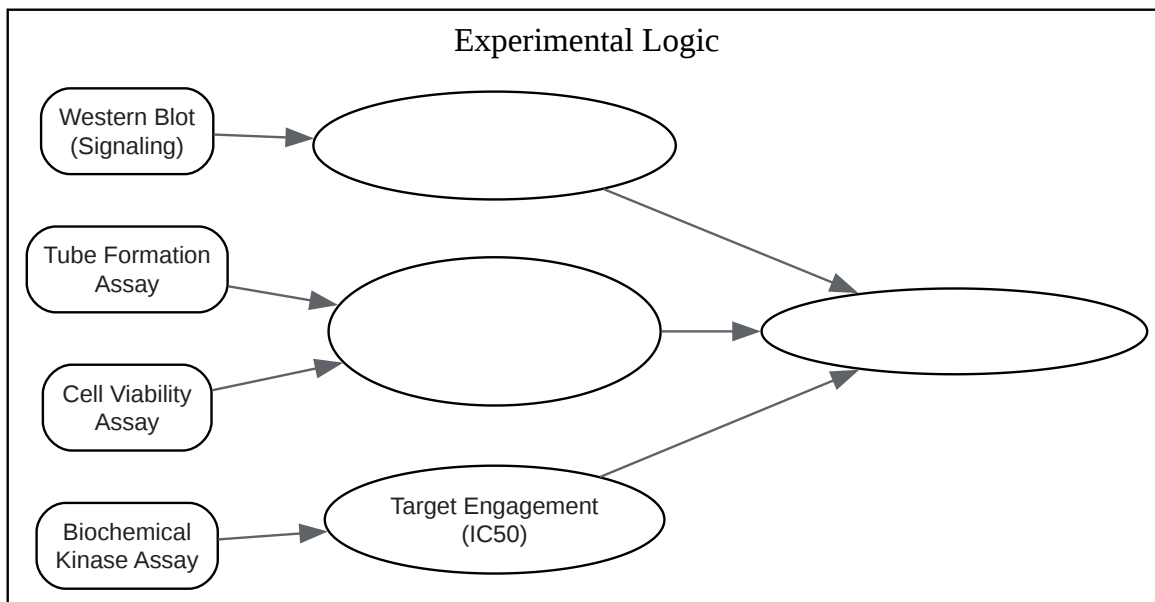 Experimental Logic
Western Blot
(Signaling)
Tube Formation
Assay
Cell Viability
Assay
Biochemical
Kinase Assay
Target Engagement
(IC50)